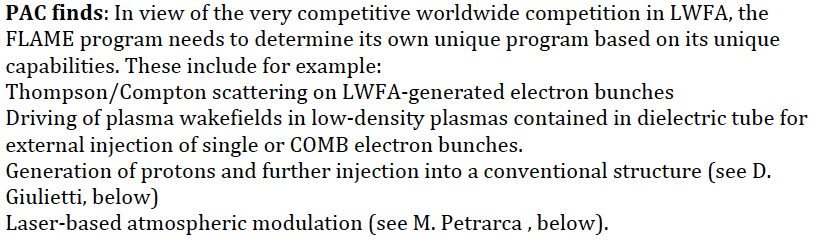 PAC finds: In view of the very competitive worldwide competition in LWFA, the
FLAME program needs to determine its own unique program based on its unique
capabilities. These include for example:
Thompson/Compton scattering on LWFA-generated electron bunches
Driving of plasma wakefields in low-density plasmas contained in dielectric tube for
external injection of single or COMB electron bunches.
Generation of protons and further injection into a conventional structure (see D.
Giulietti, below)
Laser-based atmospheric modulation (see M. Petrarca , below).